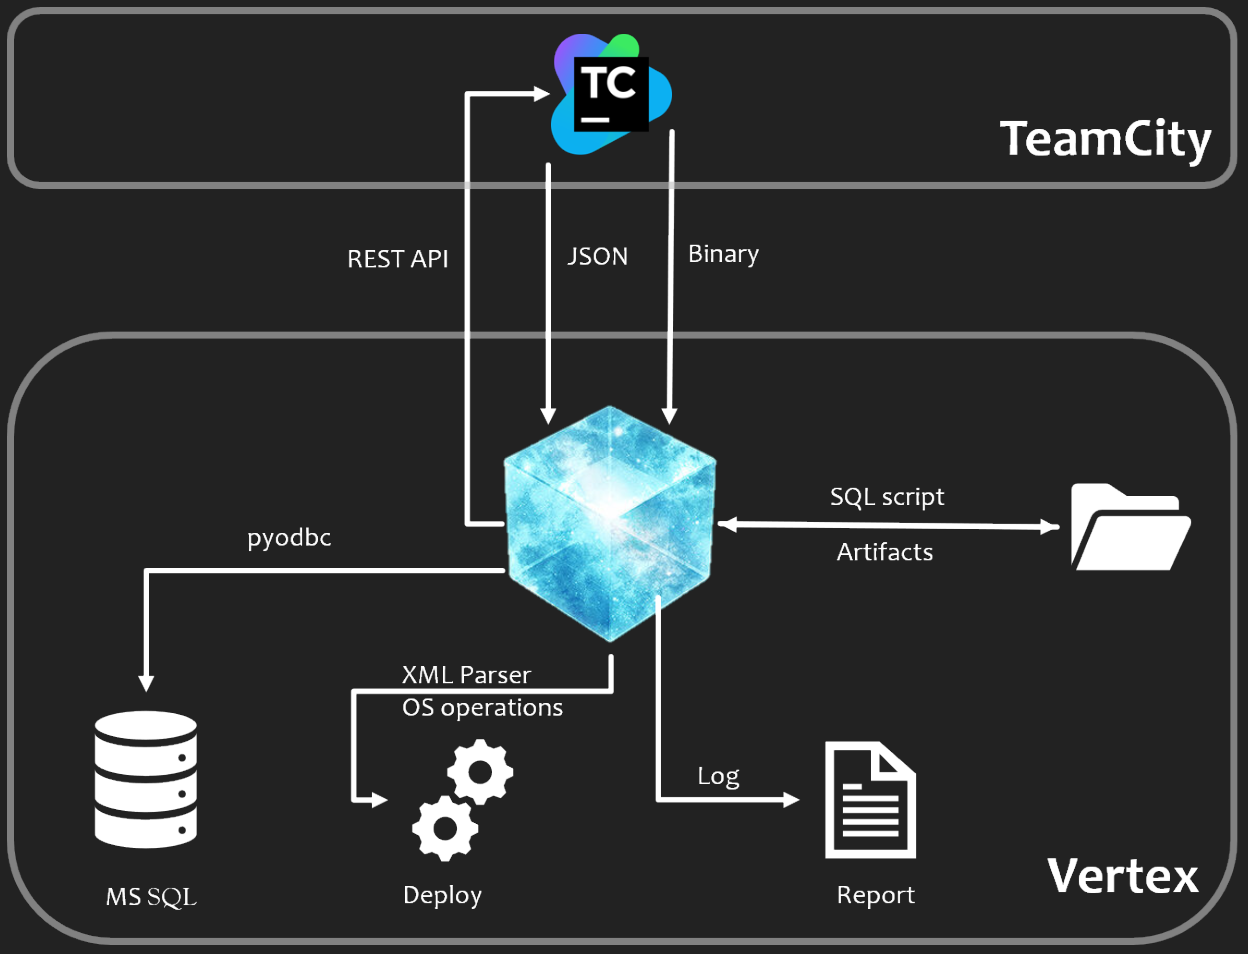 TC
TeamCity
REST API
JSON
Binary
SQL script
Artifacts
pyodbc
XML Parser
OS operations
Log
MS SQL
Deploy
Report
Vertex